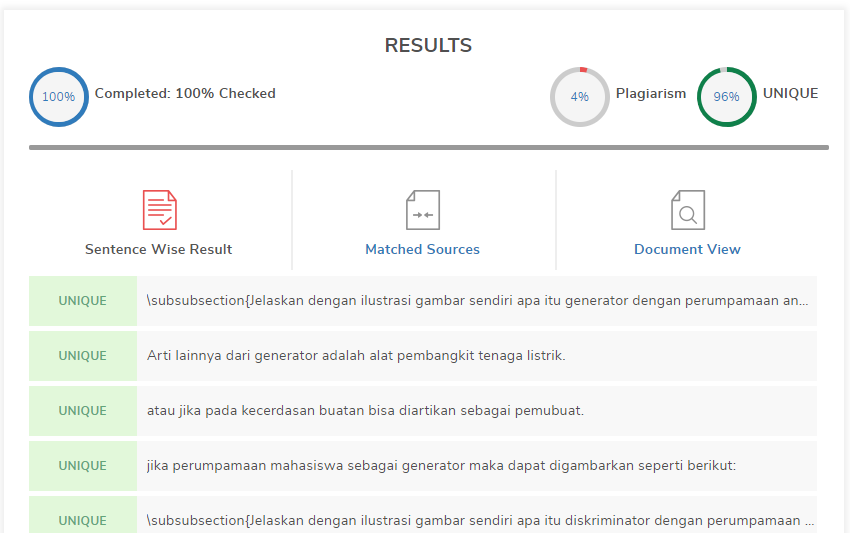 RESULTS
100% Completed: 100% Checked 4% Plagiarism 96% UNIQUE
Sentence Wise Result Matched Sources Document View
UNIQUE \subsubsection{Jelaskan dengan ilustrasi gambar sendiri apa itu generator dengan perumpamaan an...
UNIQUE Arti lainnya dari generator adalah alat pembangkit tenaga listrik.
UNIQUE atau jika pada kecerdasan buatan bisa diartikan sebagai pemubuat.
UNIQUE jika perumpamaan mahasiswa sebagai generator maka dapat digambarkan seperti berikut:
UNIQUE \subsubsection{Jelaskan dengan ilustrasi gambar sendiri apa itu diskriminator dengan perumpamaan ...